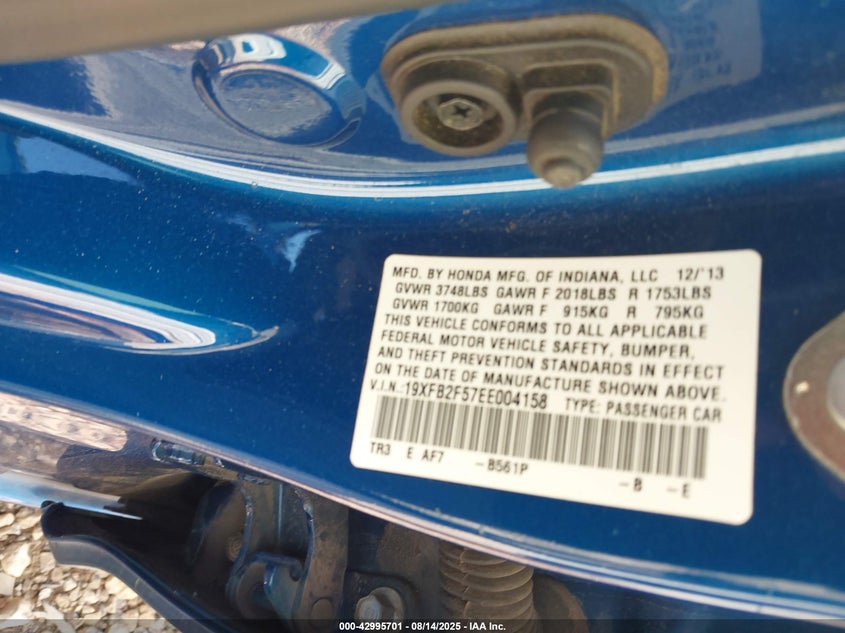 MFD. BY HONDA MFG. OF INDIANA, LLC 12/'13
GVWR 3748LBS GAWR F 2018LBS R 1753LBS
GVWR 1700KG GAWR F 915KG R 795KG
THIS VEHICLE CONFORMS TO ALL APPLICABLE
FEDERAL MOTOR VEHICLE SAFETY, BUMPER,
AND THEFT PREVENTION STANDARDS IN EFFECT
ON THE DATE OF MANUFACTURE SHOWN ABOVE.
V.I.N.:19XFB2F57EE004158 TYPE: PASSENGER CAR
TR3 E AF7 -B561P -B -E
000-42995701 - 08/14/2025 - IAA Inc.